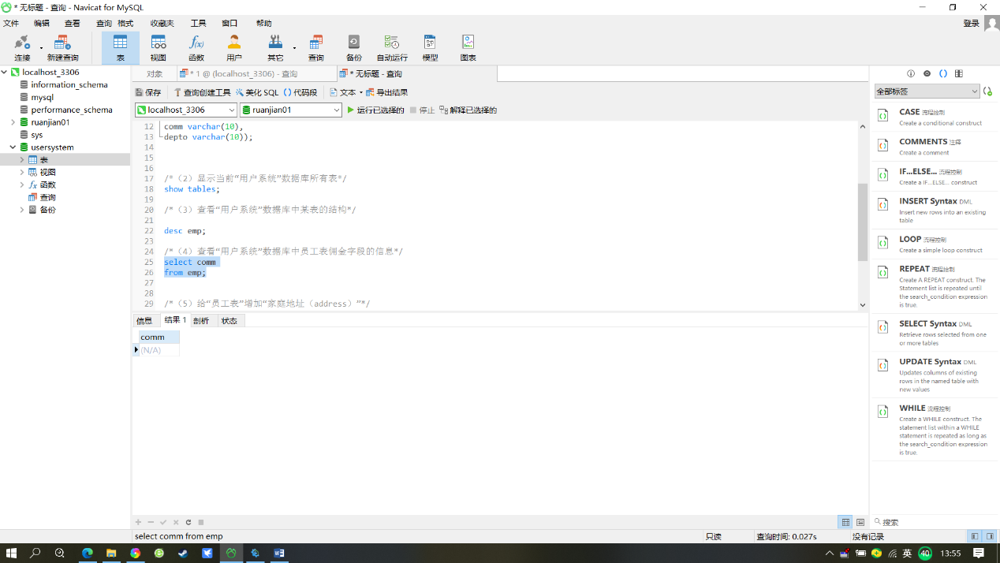 * 无标题 - 查询 - Navicat for MySQL
文件 编辑 查看 查询 格式 收藏夹 工具 窗口 帮助 登录
连接 新建查询 表 视图 函数 用户 其它 查询 备份 自动运行 模型 图表
f(x)
localhost_3306
information_schema
mysql
performance_schema
ruanjian01
sys
usersystem
表
视图
函数
查询
备份
对象 * 1 @ (localhost_3306) - 查询 * 无标题 - 查询
保存 查询创建工具 美化 SQL () 代码段 文本 导出结果
localhost_3306 ruanjian01 运行已选择的 停止 解释已选择的
12 comm varchar(10),
13 depto varchar(10));
14
15
16
17 /*（2）显示当前“用户系统”数据库所有表*/
18 show tables;
19
20 /*（3）查看“用户系统”数据库中某表的结构*/
21
22 desc emp;
23
24 /*（4）查看“用户系统”数据库中员工表佣金字段的信息*/
25 select comm
26 from emp;
27
28
29 /*（5）给“员工表”增加“家庭地址（address）”*/
信息 结果 1 剖析 状态
comm
(N/A)
全部标签
CASE 流程控制
Create a conditional construct
COMMENTS 注释
Create a comment
IF...ELSE... 流程控制
Create a IF...ELSE... construct
INSERT Syntax DML
Insert new rows into an existing
table
LOOP 流程控制
Create a simple loop construct
REPEAT 流程控制
Create A REPEAT construct. The
Statement list is repeated until
the search_condition expression
is true.
SELECT Syntax DML
Retrieve rows selected from one
or more tables
UPDATE Syntax DML
Updates columns of existing
rows in the named table with
new values
WHILE 流程控制
Create a WHILE construct. The
statement list within a WHILE
statement is repeated as long as
the search_condition expression
is true.
搜索
select comm from emp 只读 查询时间: 0.027s 没有记录
英 40 13:55